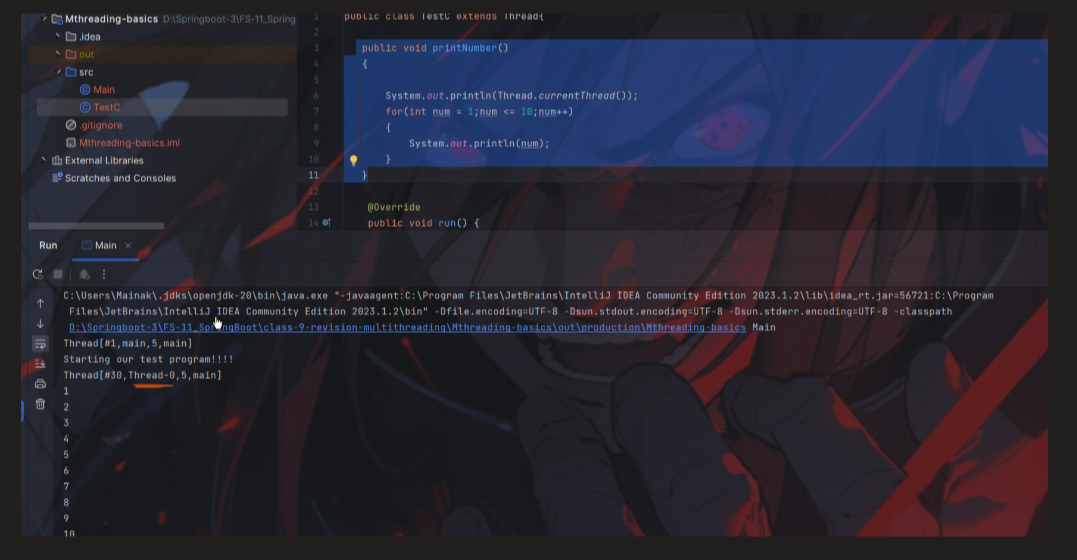 Mthreading-basics D:\Springboot-3\FS-11_Spring
.idea
out
src
Main
TestC
.gitignore
Mthreading-basics.iml
External Libraries
Scratches and Consoles
1 public class TestC extends Thread{
2
3 public void printNumber()
4 {
5
6 System.out.println(Thread.currentThread());
7 for(int num = 1;num <= 10;num++)
8 {
9 System.out.println(num);
10 }
11 }
12
13 @Override
14 public void run() {
Run Main ×
C:\Users\Mainak\.jdks\openjdk-20\bin\java.exe "-javaagent:C:\Program Files\JetBrains\IntelliJ IDEA Community Edition 2023.1.2\lib\idea_rt.jar=56721:C:\Program
Files\JetBrains\IntelliJ IDEA Community Edition 2023.1.2\bin" -Dfile.encoding=UTF-8 -Dsun.stdout.encoding=UTF-8 -Dsun.stderr.encoding=UTF-8 -classpath
D:\Springboot-3\FS-11_SpringBoot\class-9-revision-multithreading\Mthreading-basics\out\production\Mthreading-basics Main
Thread[#1,main,5,main]
Starting our test program!!!!
Thread[#30,Thread-0,5,main]
1
2
3
4
5
6
7
8
9
10